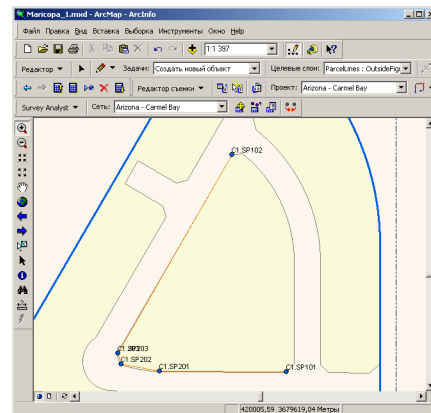 Maricopa_1.mxd - ArcMap - ArcInfo
Файл Правка Вид Вставка Выборка Инструменты Окно Help
1:1 397
Редактор Задачи: Создать новый объект Целевые слои: ParcelLines : OutsideFig
Редактор съемки Проект: Arizona - Carmel Bay
Survey Analyst Сеть: Arizona - Carmel Bay
C1.SP102
C1.SP202
C1.SP201
C1.SP101
420005,59 3679619,04 Метры